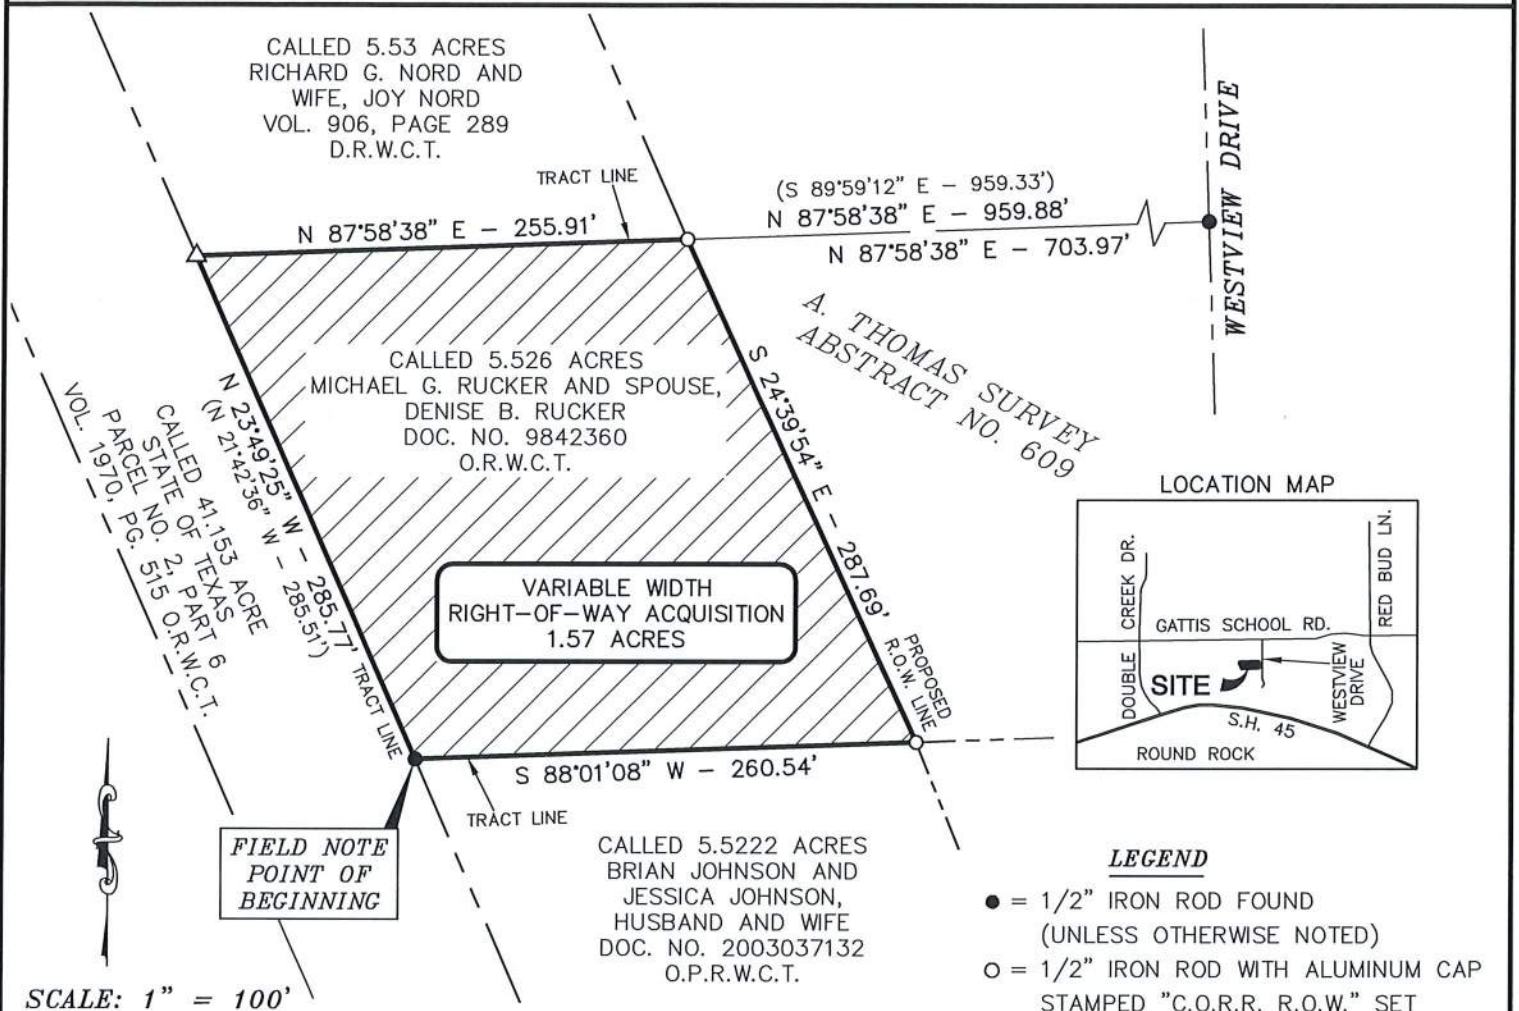 CALLED 5.53 ACRES
RICHARD G. NORD AND
WIFE, JOY NORD
VOL. 906, PAGE 289
D.R.W.C.T.
TRACT LINE
N 87°58'38" E - 255.91'
(S 89°59'12" E - 959.33')
N 87°58'38" E - 959.88'
N 87°58'38" E - 703.97'
WESTVIEW DRIVE
A. THOMAS SURVEY
ABSTRACT NO. 609
CALLED 5.526 ACRES
MICHAEL G. RUCKER AND SPOUSE,
DENISE B. RUCKER
DOC. NO. 9842360
O.R.W.C.T.
S 24°39'54" E - 287.69'
N 23°49'25" W - 285.77'
(N 21°42'36" W - 285.51')
CALLED 41.153 ACRE
STATE OF TEXAS
PARCEL NO. 2, PART 6
VOL. 1970, PG. 515 O.R.W.C.T.
TRACT LINE
VARIABLE WIDTH
RIGHT-OF-WAY ACQUISITION
1.57 ACRES
PROPOSED
R.O.W. LINE
S 88°01'08" W - 260.54'
TRACT LINE
FIELD NOTE
POINT OF
BEGINNING
CALLED 5.5222 ACRES
BRIAN JOHNSON AND
JESSICA JOHNSON,
HUSBAND AND WIFE
DOC. NO. 2003037132
O.P.R.W.C.T.
SCALE: 1" = 100'
LOCATION MAP
DOUBLE CREEK DR.
GATTIS SCHOOL RD.
RED BUD LN.
WESTVIEW
DRIVE
SITE
S.H. 45
ROUND ROCK
LEGEND
● = 1/2" IRON ROD FOUND
(UNLESS OTHERWISE NOTED)
○ = 1/2" IRON ROD WITH ALUMINUM CAP
STAMPED "C.O.R.R. R.O.W." SET